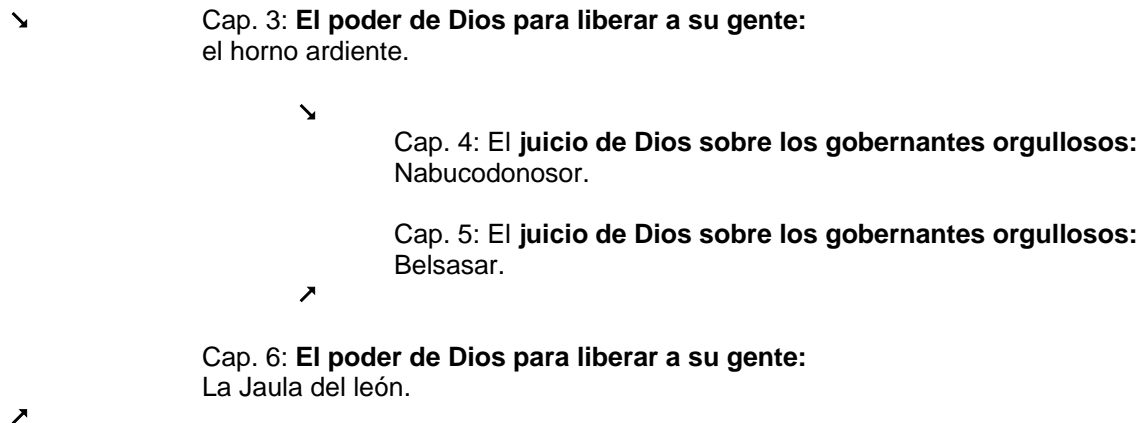 ➘ Cap. 3: El poder de Dios para liberar a su gente:
el horno ardiente.
➘
Cap. 4: El juicio de Dios sobre los gobernantes orgullosos:
Nabucodonosor.
Cap. 5: El juicio de Dios sobre los gobernantes orgullosos:
Belsasar.
➚
Cap. 6: El poder de Dios para liberar a su gente:
La Jaula del león.
➚